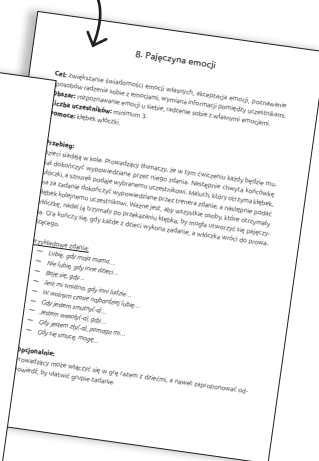 8. Pajęczyna emocji
Cel: zwiększanie świadomości emocji własnych, akceptacja emocji, poznawanie
sposobów radzenia sobie z emocjami, wymiana informacji pomiędzy uczestnikami.
Obszar: rozpoznawanie emocji u siebie, radzenie sobie z własnymi emocjami.
Liczba uczestników: minimum 3.
Pomoce: kłębek włóczki.
Przebieg:
Dzieci siedzą w kole. Prowadzący tłumaczy, że w tym ćwiczeniu każdy będzie mu-
siał dokończyć wypowiedziane przez niego zdania. Następnie chwyta końcówkę
włóczki, a sznurek podaje wybranemu uczestnikowi. Maluch, który otrzyma kłębek,
ma za zadanie dokończyć wypowiedziane przez trenera zdanie, a następnie podać
kłębek kolejnemu uczestnikowi. Ważne jest, aby wszystkie osoby, które otrzymały
włóczkę, nadal ją trzymały po przekazaniu kłębka, by mogła utworzyć się pajęczy-
na. Gra kończy się, gdy każde z dzieci wykona zadanie, a włóczka wróci do prowa-
dzącego.
Przykładowe zdania:
— Lubię, gdy moja mama…
— Nie lubię, gdy inne dzieci…
— Boję się, gdy…
— Jest mi smutno, gdy inni ludzie…
— W wolnym czasie najbardziej lubię…
— Gdy jestem smutny(-a)…
— Jestem wesoły(-a), gdy…
— Gdy jestem zły(-a), pomaga mi…
— Gdy się smucę, mogę…
Opcjonalnie:
Prowadzący może włączyć się w grę razem z dziećmi, a nawet zaproponować od-
powiedź, by ułatwić grupie zadanie.